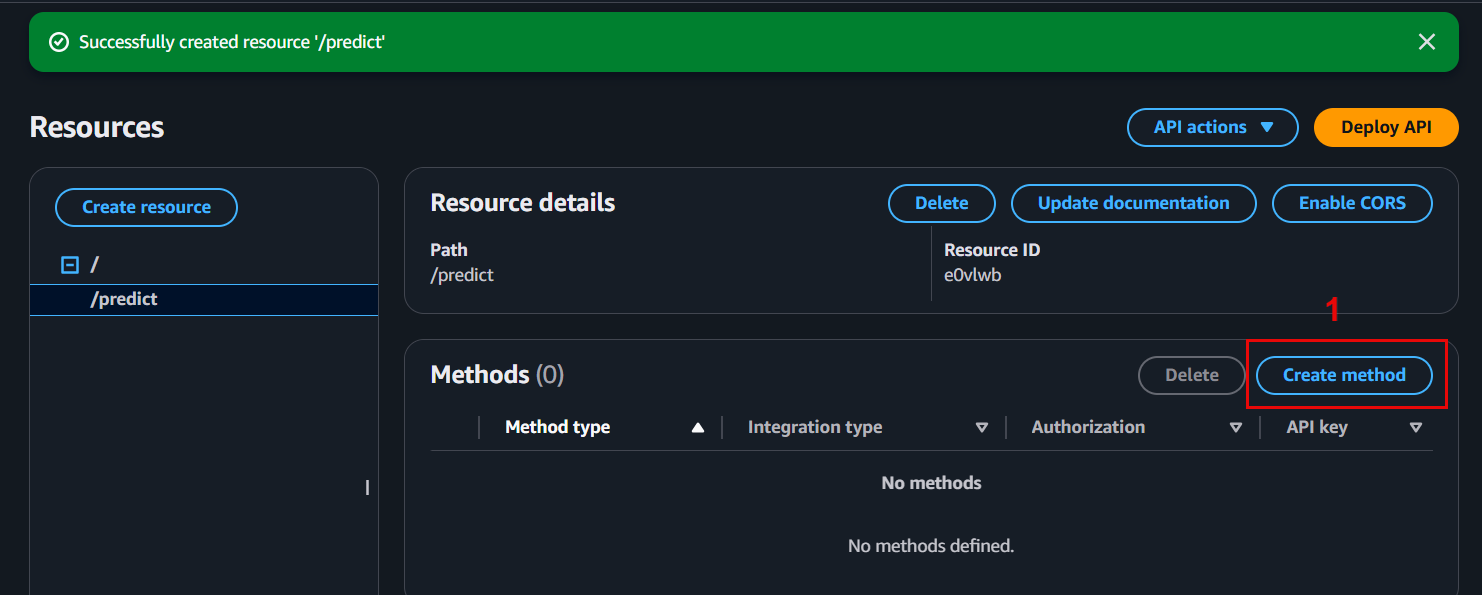 Successfully created resource '/predict'
Resources
API actions
Deploy API
Create resource
/
/predict
Resource details
Delete
Update documentation
Enable CORS
Path
/predict
Resource ID
e0vlwb
1
Methods (0)
Delete
Create method
Method type
Integration type
Authorization
API key
No methods
No methods defined.